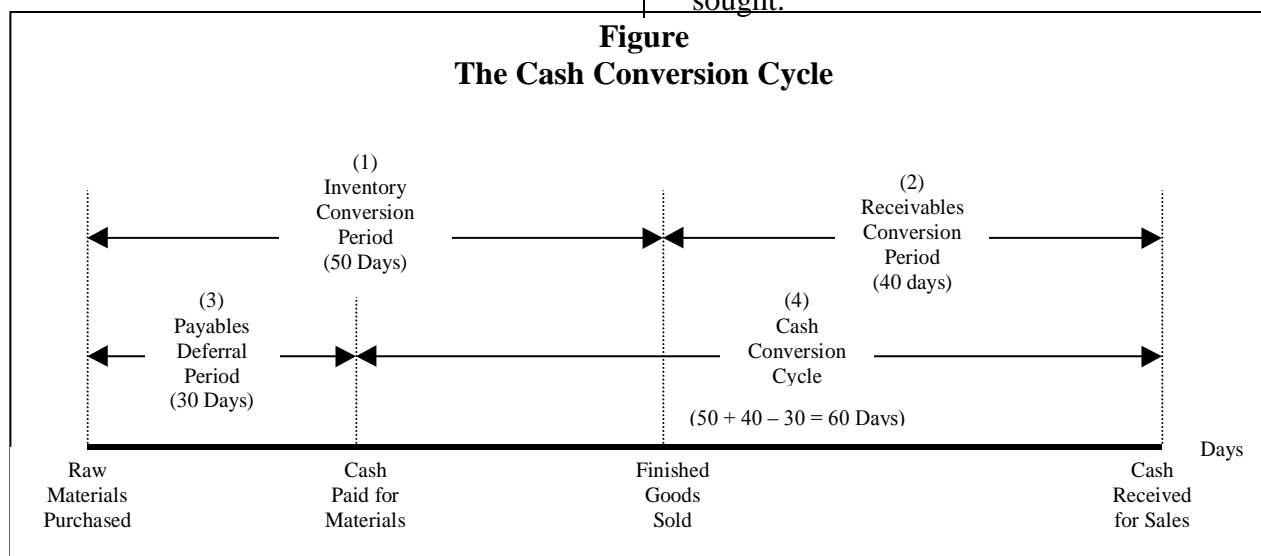 sought.
Figure
The Cash Conversion Cycle
(1)
Inventory
Conversion
Period
(50 Days)
(2)
Receivables
Conversion
Period
(40 days)
(3)
Payables
Deferral
Period
(30 Days)
(4)
Cash
Conversion
Cycle
(50 + 40 – 30 = 60 Days)
Days
Raw
Materials
Purchased
Cash
Paid for
Materials
Finished
Goods
Sold
Cash
Received
for Sales